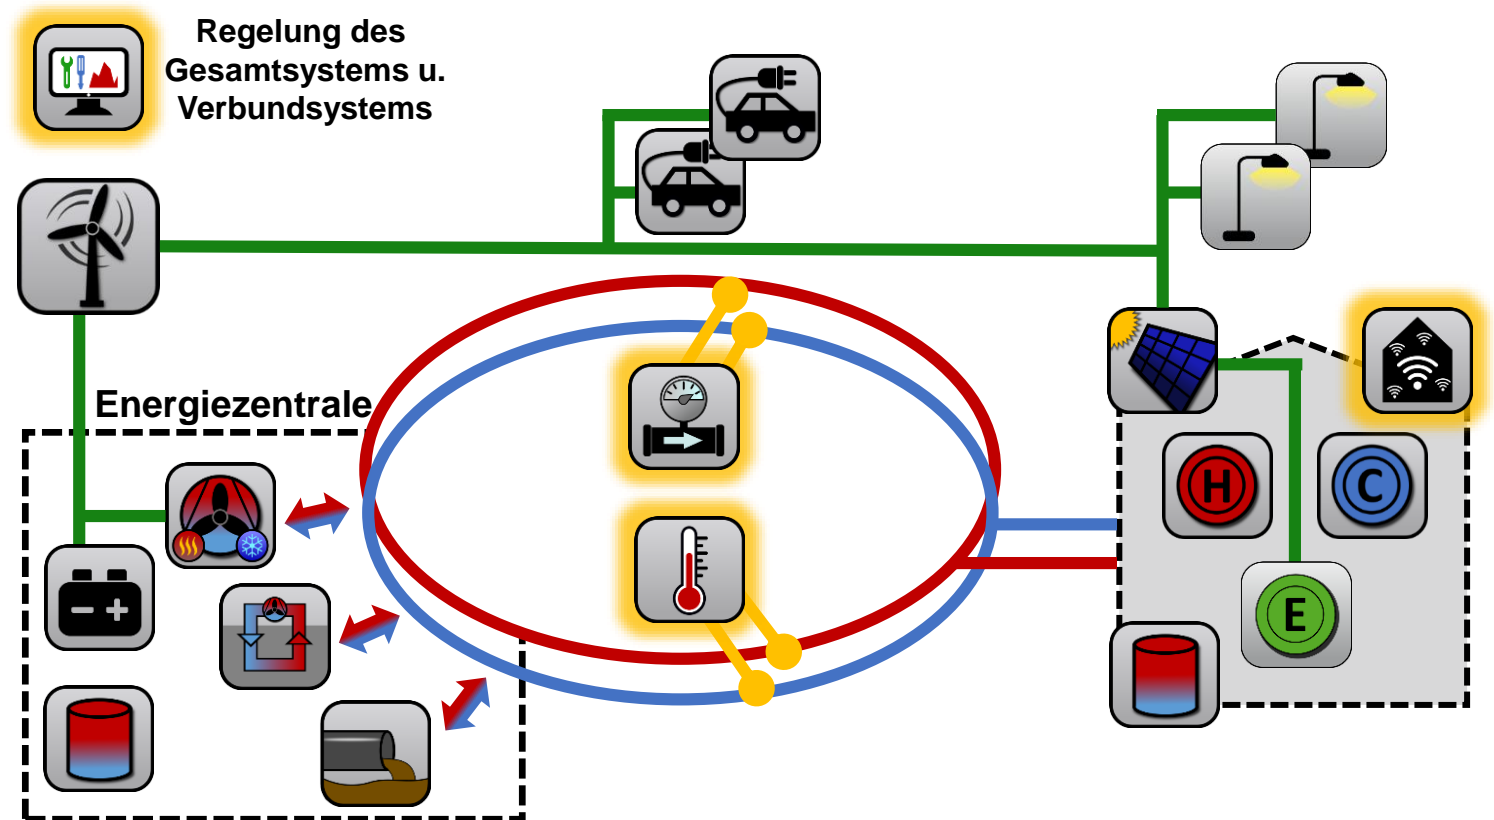 Regelung des
Gesamtsystems u.
Verbundsystems
Energiezentrale
H
C
E